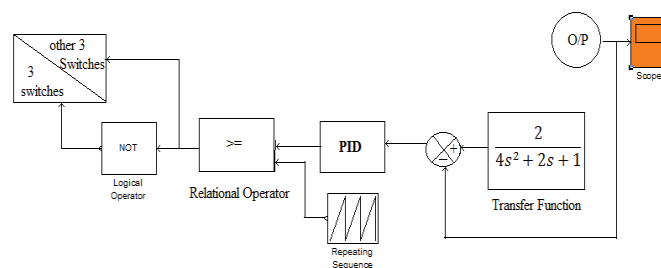 other 3
Switches
3
switches
NOT
Logical
Operator
>=
Relational Operator
PID
Repeating
Sequence
+
−
2
4s² + 2s + 1
Transfer Function
O/P
Scope